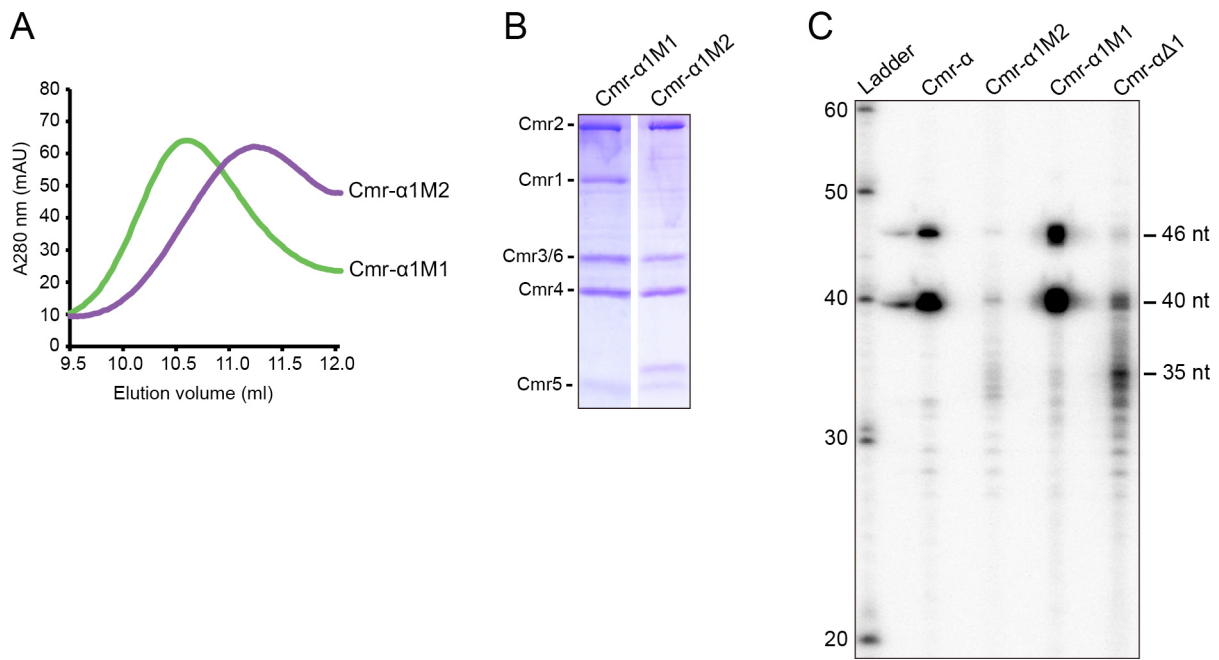 A
80
70
60
50
40
30
20
10
0
A280 nm (mAU)
9.5 10.0 10.5 11.0 11.5 12.0
Elution volume (ml)
Cmr-α1M2
Cmr-α1M1
B
Cmr-α1M1
Cmr-α1M2
Cmr2
Cmr1
Cmr3/6
Cmr4
Cmr5
C
Ladder
Cmr-α
Cmr-α1M2
Cmr-α1M1
Cmr-αΔ1
60
50
40
30
20
46 nt
40 nt
35 nt